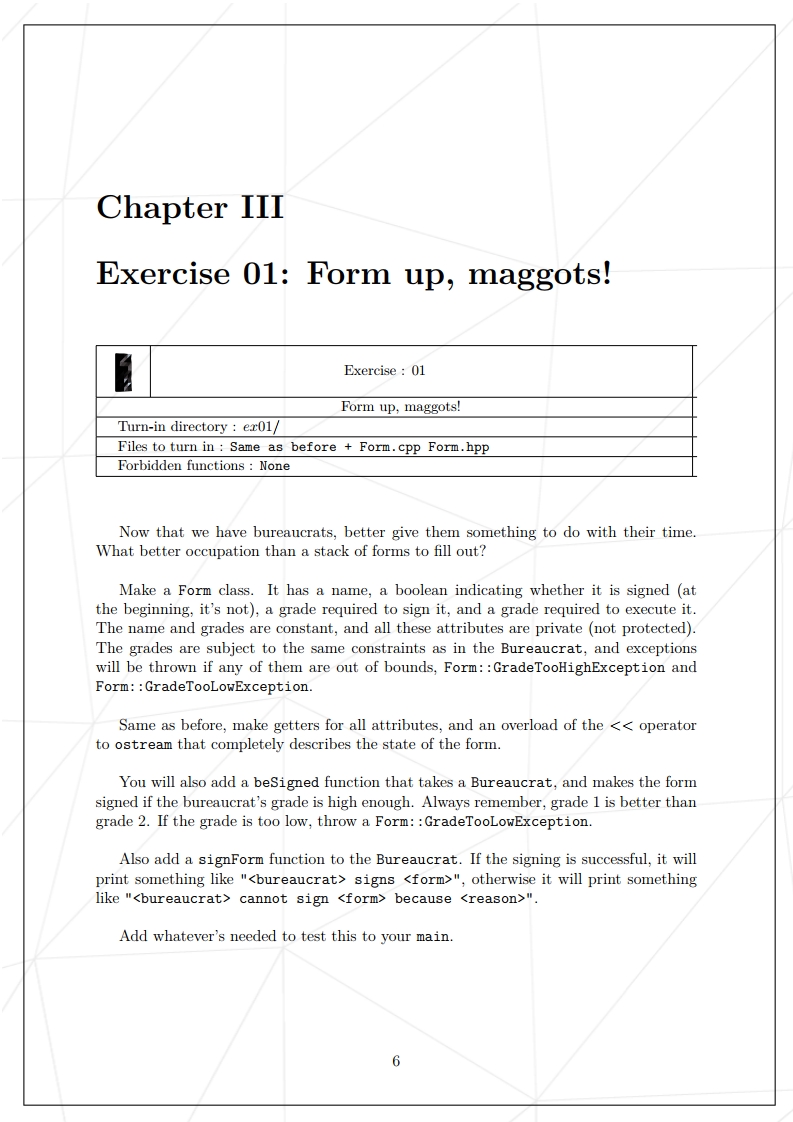 Chapter III
Exercise 01: Form up, maggots!
Exercise : 01
Form up, maggots!
Turn-in directory : ex01/
Files to turn in : Same as before + Form.cpp Form.hpp
Forbidden functions : None
Now that we have bureaucrats, better give them something to do with their time.
What better occupation than a stack of forms to fill out?
Make a Form class. It has a name, a boolean indicating whether it is signed (at
the beginning, it's not), a grade required to sign it, and a grade required to execute it.
The name and grades are constant, and all these attributes are private (not protected).
The grades are subject to the same constraints as in the Bureaucrat, and exceptions
will be thrown if any of them are out of bounds, Form::GradeTooHighException and
Form::GradeTooLowException.
Same as before, make getters for all attributes, and an overload of the << operator
to ostream that completely describes the state of the form.
You will also add a beSigned function that takes a Bureaucrat, and makes the form
signed if the bureaucrat's grade is high enough. Always remember, grade 1 is better than
grade 2. If the grade is too low, throw a Form::GradeTooLowException.
Also add a signForm function to the Bureaucrat. If the signing is successful, it will
print something like "<bureaucrat> signs <form>", otherwise it will print something
like "<bureaucrat> cannot sign <form> because <reason>".
Add whatever's needed to test this to your main.
6